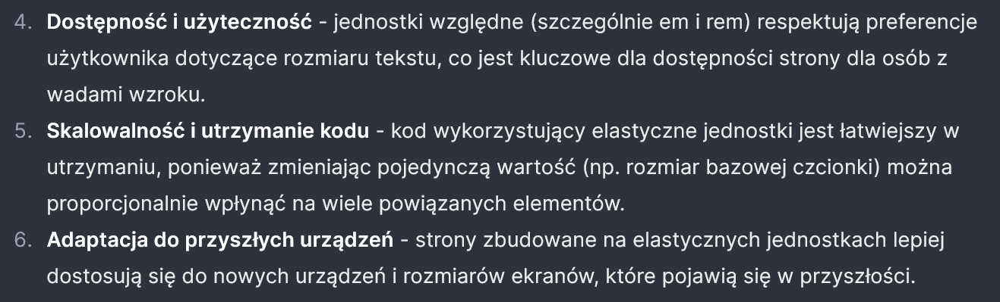 4. Dostępność i użyteczność - jednostki względne (szczególnie em i rem) respektują preferencje
użytkownika dotyczące rozmiaru tekstu, co jest kluczowe dla dostępności strony dla osób z
wadami wzroku.
5. Skalowalność i utrzymanie kodu - kod wykorzystujący elastyczne jednostki jest łatwiejszy w
utrzymaniu, ponieważ zmieniając pojedynczą wartość (np. rozmiar bazowej czcionki) można
proporcjonalnie wpłynąć na wiele powiązanych elementów.
6. Adaptacja do przyszłych urządzeń - strony zbudowane na elastycznych jednostkach lepiej
dostosują się do nowych urządzeń i rozmiarów ekranów, które pojawią się w przyszłości.